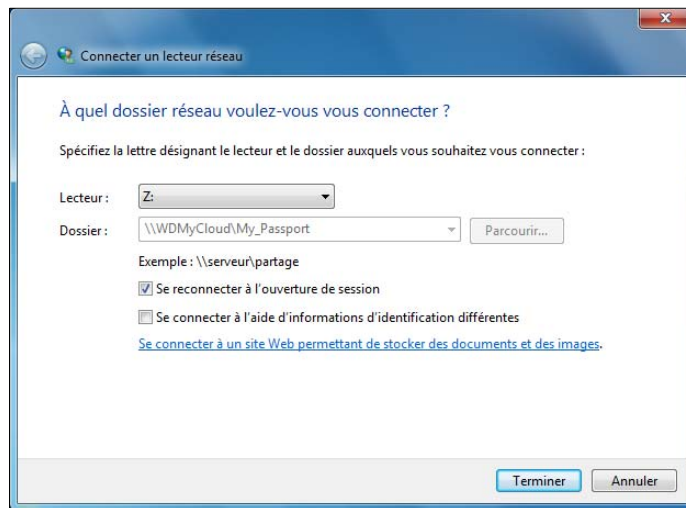 Connecter un lecteur réseau
À quel dossier réseau voulez-vous vous connecter ?
Spécifiez la lettre désignant le lecteur et le dossier auxquels vous souhaitez vous connecter :
Lecteur : Z:
Dossier : \\WDMyCloud\My_Passport Parcourir...
Exemple : \\serveur\partage
Se reconnecter à l'ouverture de session
Se connecter à l'aide d'informations d'identification différentes
Se connecter à un site Web permettant de stocker des documents et des images.
Terminer Annuler